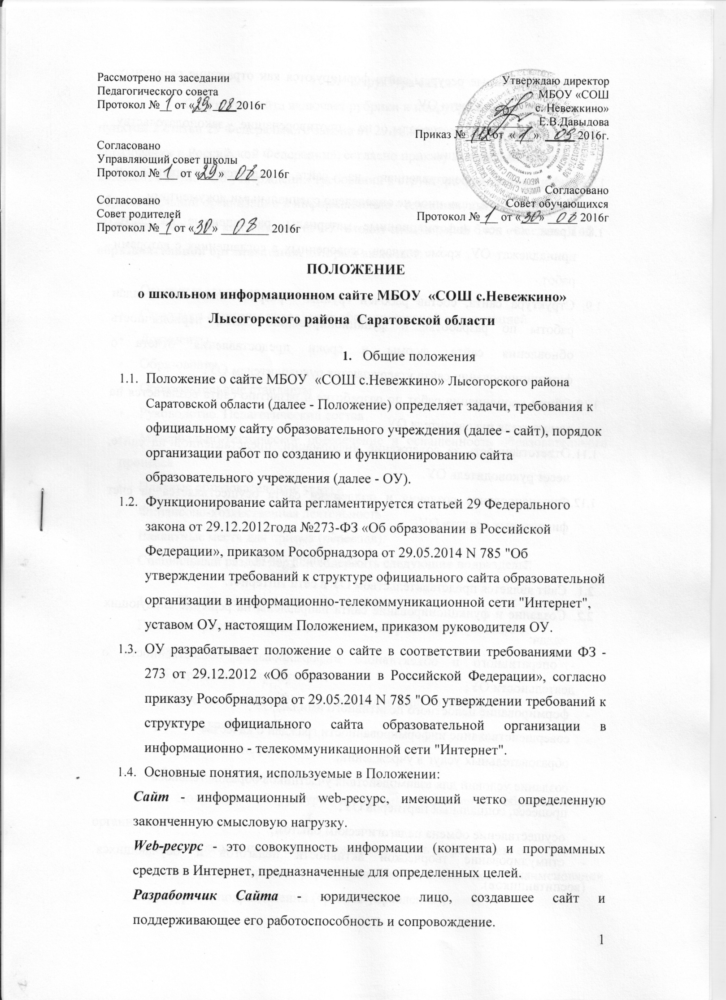 Рассмотрено на заседании
Педагогического совета
Протокол № 1 от «29» 08 2016г
Утверждаю директор
МБОУ «СОШ
с. Невежкино»
Е.В.Давыдова
Приказ № от «1» 09 2016г.
Согласовано
Управляющий совет школы
Протокол № 1 от «29» 08 2016г
Согласовано
Совет родителей
Протокол № 1 от «30» 08 2016г
Согласовано
Совет обучающихся
Протокол № 1 от «30» 08 2016г
ПОЛОЖЕНИЕ
о школьном информационном сайте МБОУ «СОШ с.Невежкино»
Лысогорского района Саратовской области
1. Общие положения
1.1. Положение о сайте МБОУ «СОШ с.Невежкино» Лысогорского района
Саратовской области (далее - Положение) определяет задачи, требования к
официальному сайту образовательного учреждения (далее - сайт), порядок
организации работ по созданию и функционированию сайта
образовательного учреждения (далее - ОУ).
1.2. Функционирование сайта регламентируется статьей 29 Федерального
закона от 29.12.2012года №273-ФЗ «Об образовании в Российской
Федерации», приказом Рособрнадзора от 29.05.2014 N 785 "Об
утверждении требований к структуре официального сайта образовательной
организации в информационно-телекоммуникационной сети "Интернет",
уставом ОУ, настоящим Положением, приказом руководителя ОУ.
1.3. ОУ разрабатывает положение о сайте в соответствии требованиями ФЗ -
273 от 29.12.2012 «Об образовании в Российской Федерации», согласно
приказу Рособрнадзора от 29.05.2014 N 785 "Об утверждении требований к
структуре официального сайта образовательной организации в
информационно - телекоммуникационной сети "Интернет".
1.4. Основные понятия, используемые в Положении:
Сайт - информационный web-ресурс, имеющий четко определенную
законченную смысловую нагрузку.
Web-ресурс - это совокупность информации (контента) и программных
средств в Интернет, предназначенные для определенных целей.
Разработчик Сайта - юридическое лицо, создавшее сайт и
поддерживающее его работоспособность и сопровождение.
1